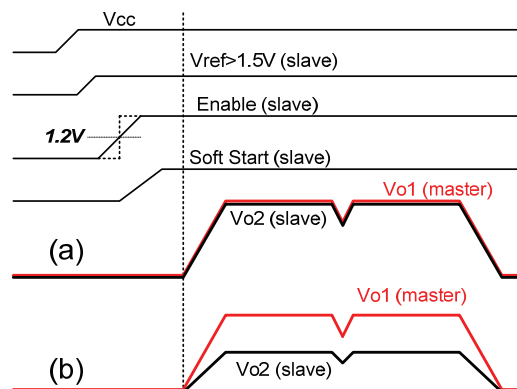 Vcc
Vref>1.5V (slave)
Enable (slave)
1.2V
Soft Start (slave)
Vo1 (master)
Vo2 (slave)
(a)
Vo1 (master)
Vo2 (slave)
(b)